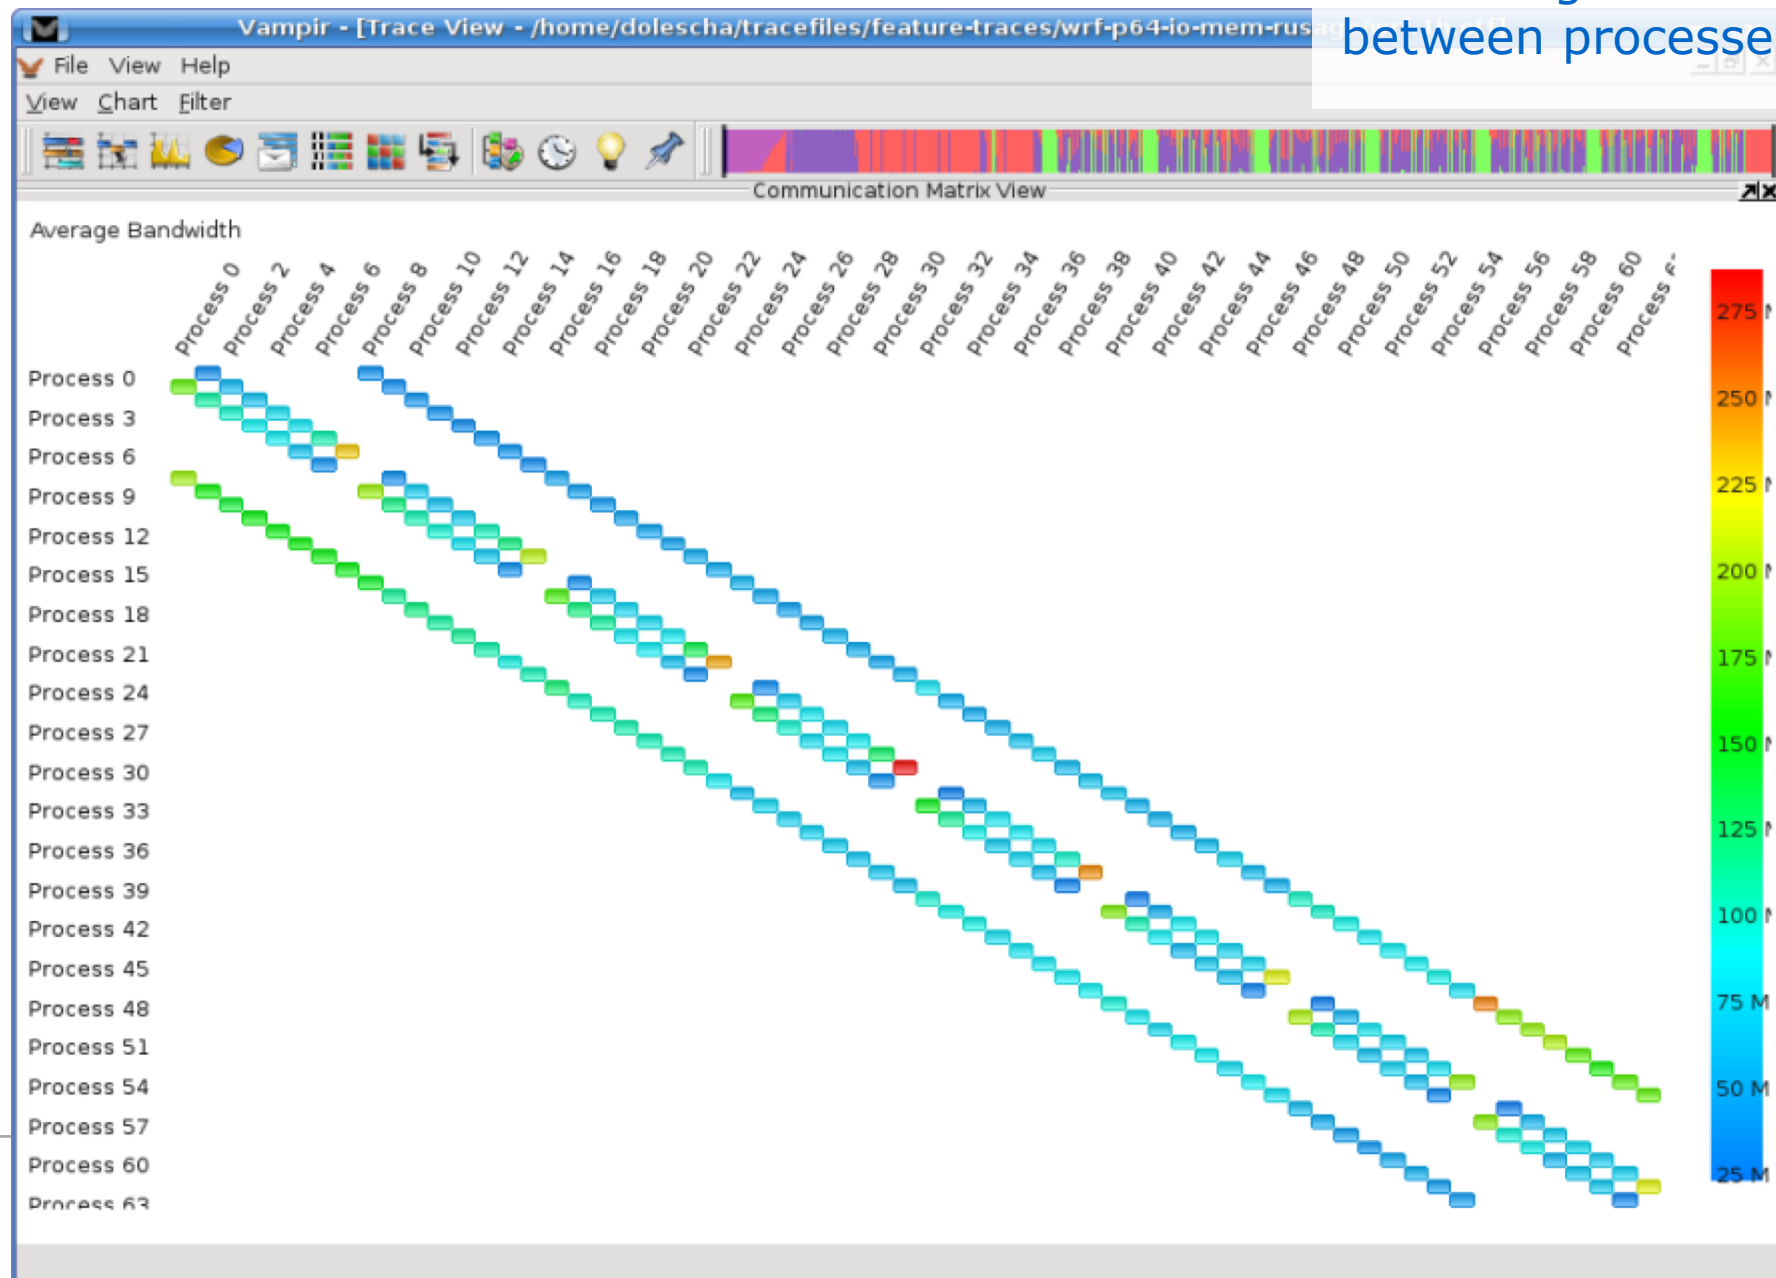 Vampir - [Trace View - /home/dolescha/tracefiles/feature-traces/wrf-p64-io-mem-rusag
between processe
File View Help
View Chart Filter
Communication Matrix View
Average Bandwidth
Process 0
Process 2
Process 4
Process 6
Process 8
Process 10
Process 12
Process 14
Process 16
Process 18
Process 20
Process 22
Process 24
Process 26
Process 28
Process 30
Process 32
Process 34
Process 36
Process 38
Process 40
Process 42
Process 44
Process 46
Process 48
Process 50
Process 52
Process 54
Process 56
Process 58
Process 60
Process
Process 0
Process 3
Process 6
Process 9
Process 12
Process 15
Process 18
Process 21
Process 24
Process 27
Process 30
Process 33
Process 36
Process 39
Process 42
Process 45
Process 48
Process 51
Process 54
Process 57
Process 60
Process 63
275 M
250 M
225 M
200 M
175 M
150 M
125 M
100 M
75 M
50 M
25 M